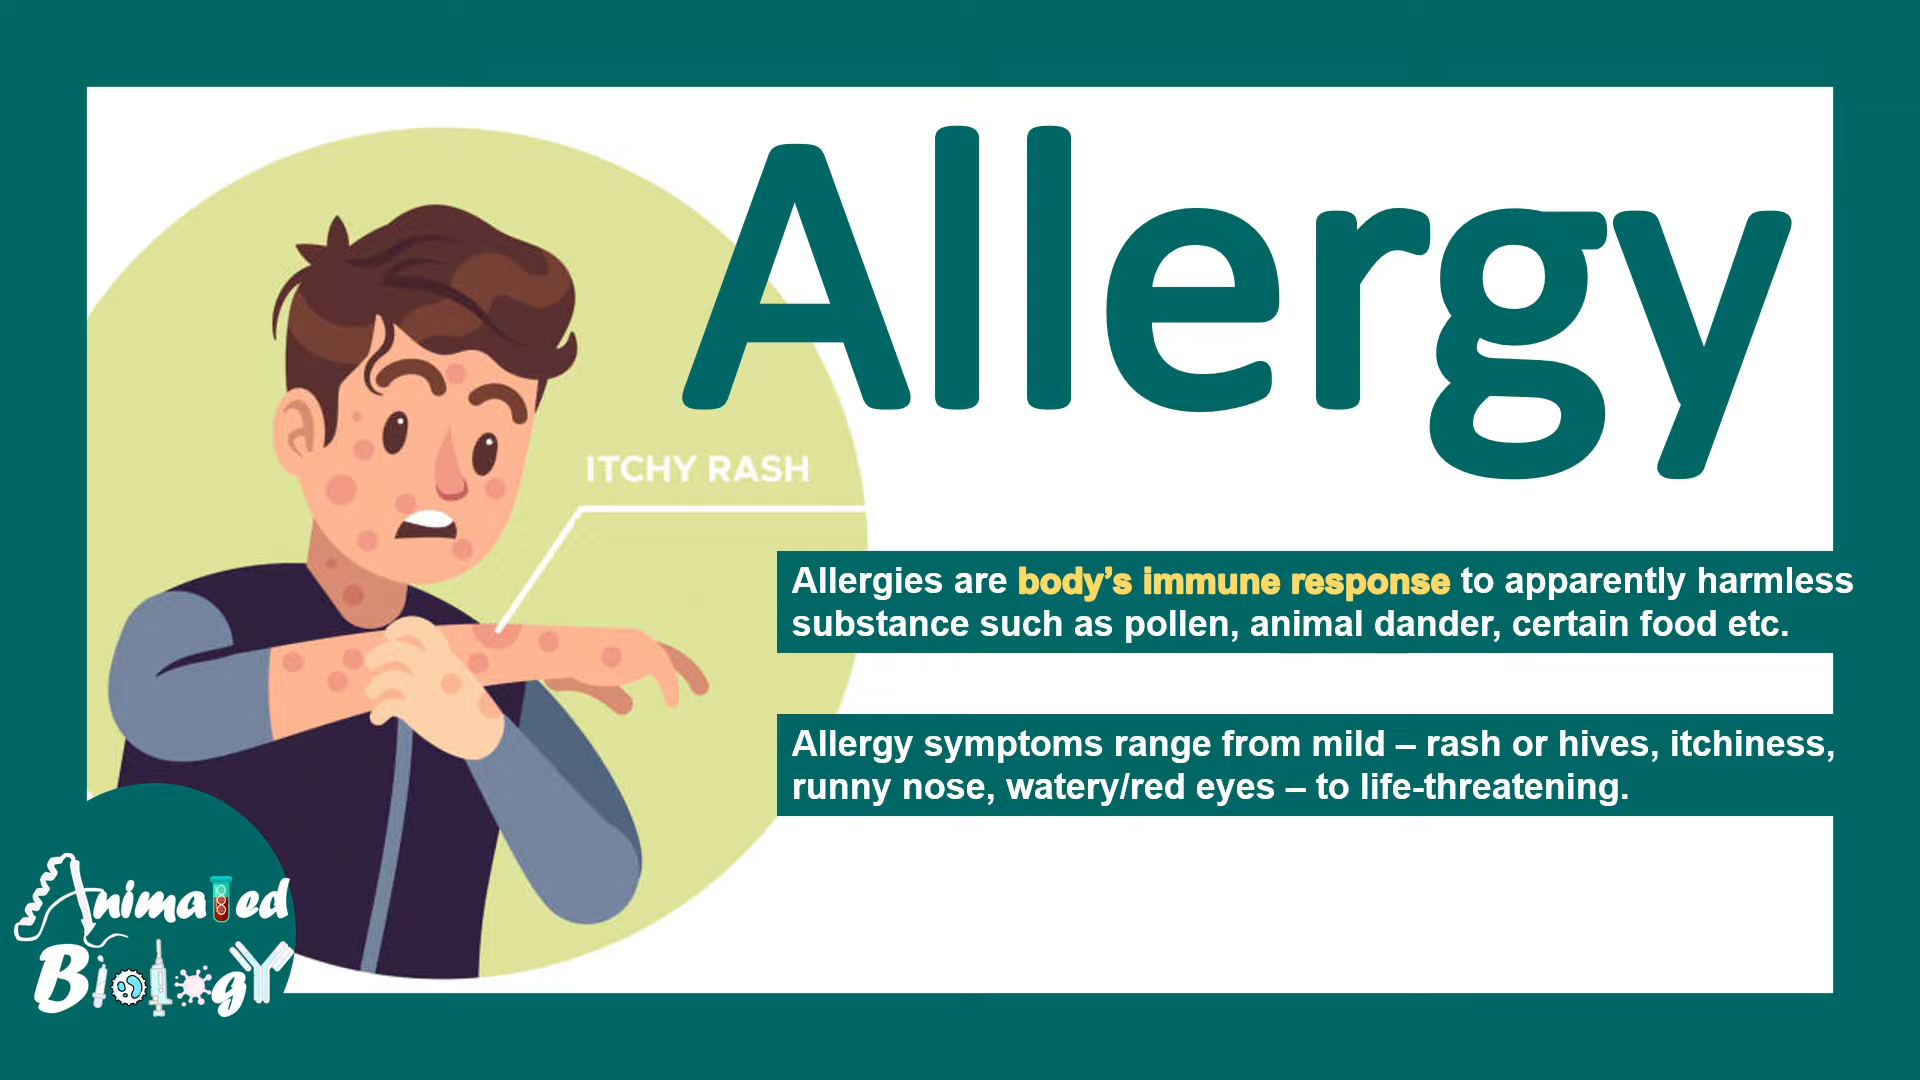 Allergy
ITCHY RASH
Allergies are body’s immune response to apparently harmless
substance such as pollen, animal dander, certain food etc.
Allergy symptoms range from mild – rash or hives, itchiness,
runny nose, watery/red eyes – to life-threatening.
Animated
Biology